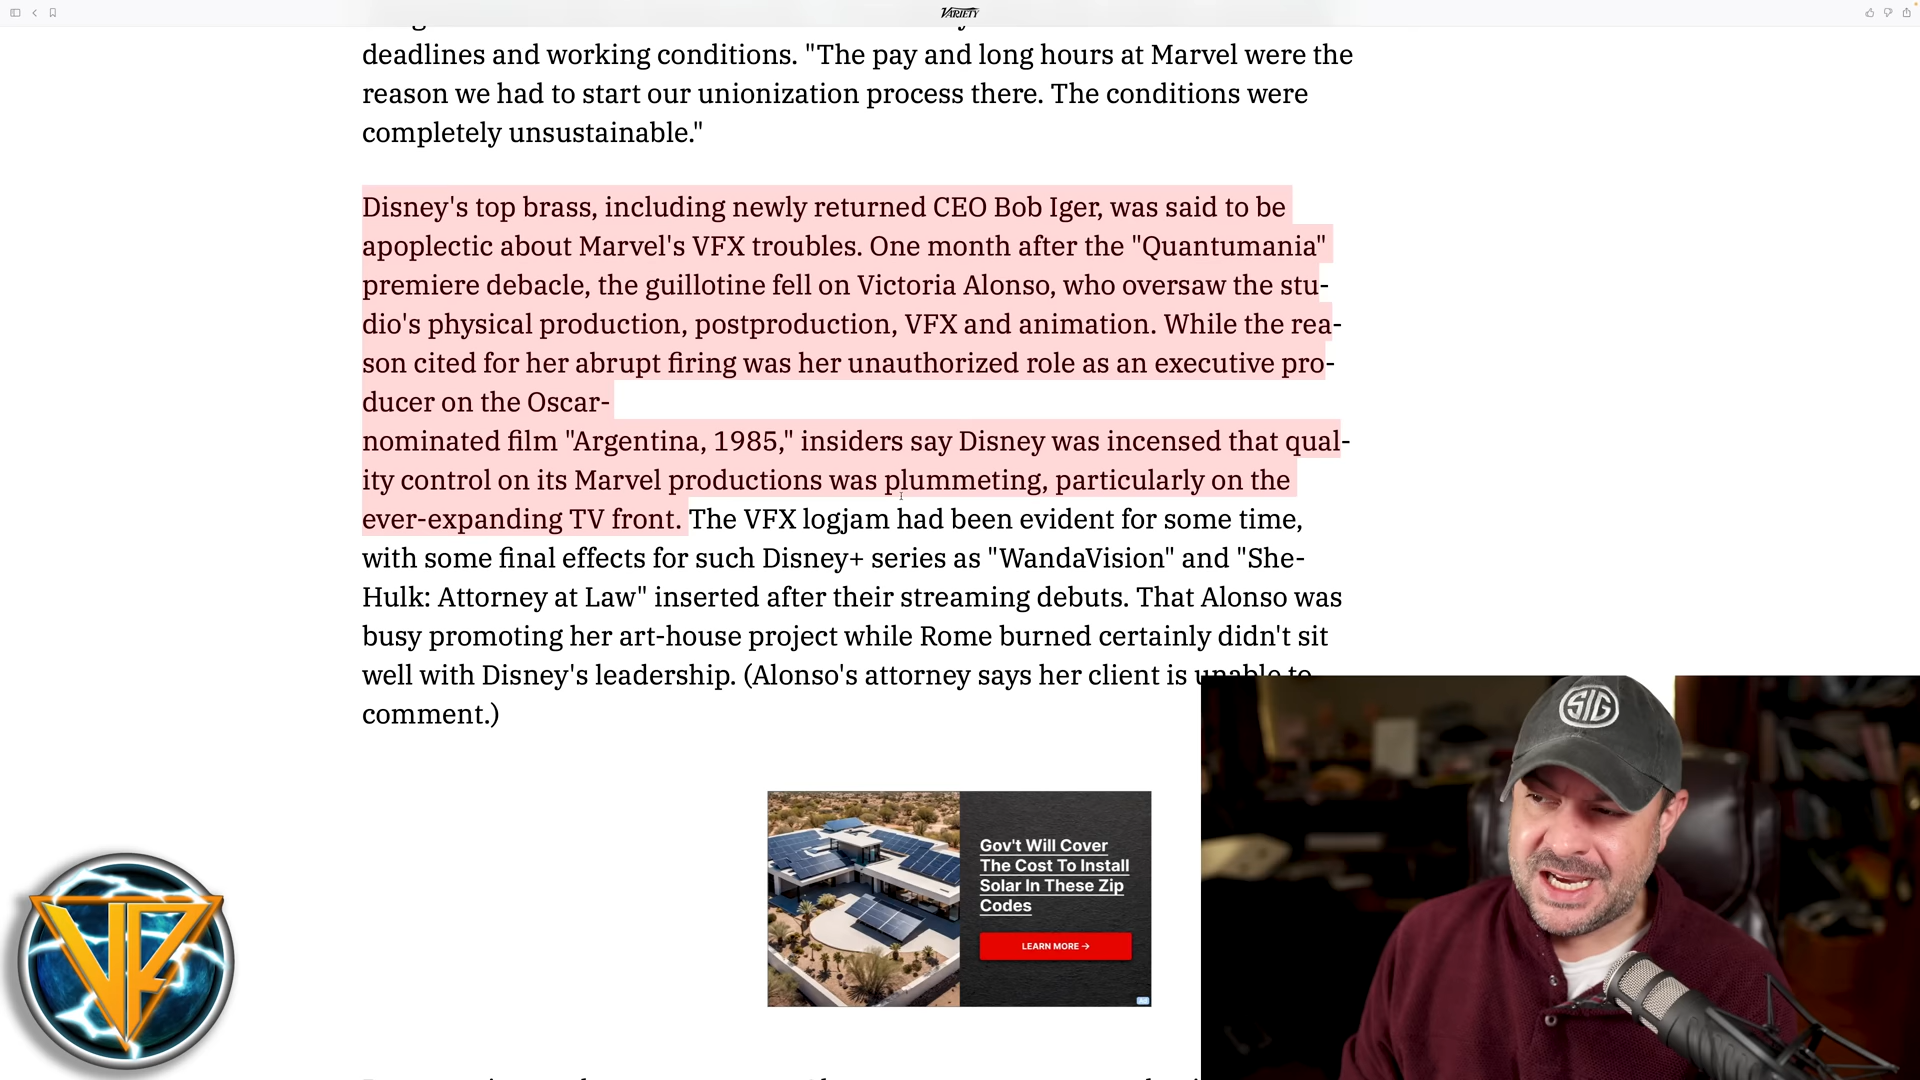 VARIETY
deadlines and working conditions. "The pay and long hours at Marvel were the
reason we had to start our unionization process there. The conditions were
completely unsustainable."
Disney's top brass, including newly returned CEO Bob Iger, was said to be
apoplectic about Marvel's VFX troubles. One month after the "Quantumania"
premiere debacle, the guillotine fell on Victoria Alonso, who oversaw the stu-
dio's physical production, postproduction, VFX and animation. While the rea-
son cited for her abrupt firing was her unauthorized role as an executive pro-
ducer on the Oscar-
nominated film "Argentina, 1985," insiders say Disney was incensed that qual-
ity control on its Marvel productions was plummeting, particularly on the
ever-expanding TV front. The VFX logjam had been evident for some time,
with some final effects for such Disney+ series as "WandaVision" and "She-
Hulk: Attorney at Law" inserted after their streaming debuts. That Alonso was
busy promoting her art-house project while Rome burned certainly didn't sit
well with Disney's leadership. (Alonso's attorney says her client is unable to
comment.)
Gov't Will Cover
The Cost To Install
Solar In These Zip
Codes
LEARN MORE →
Ad
SIG